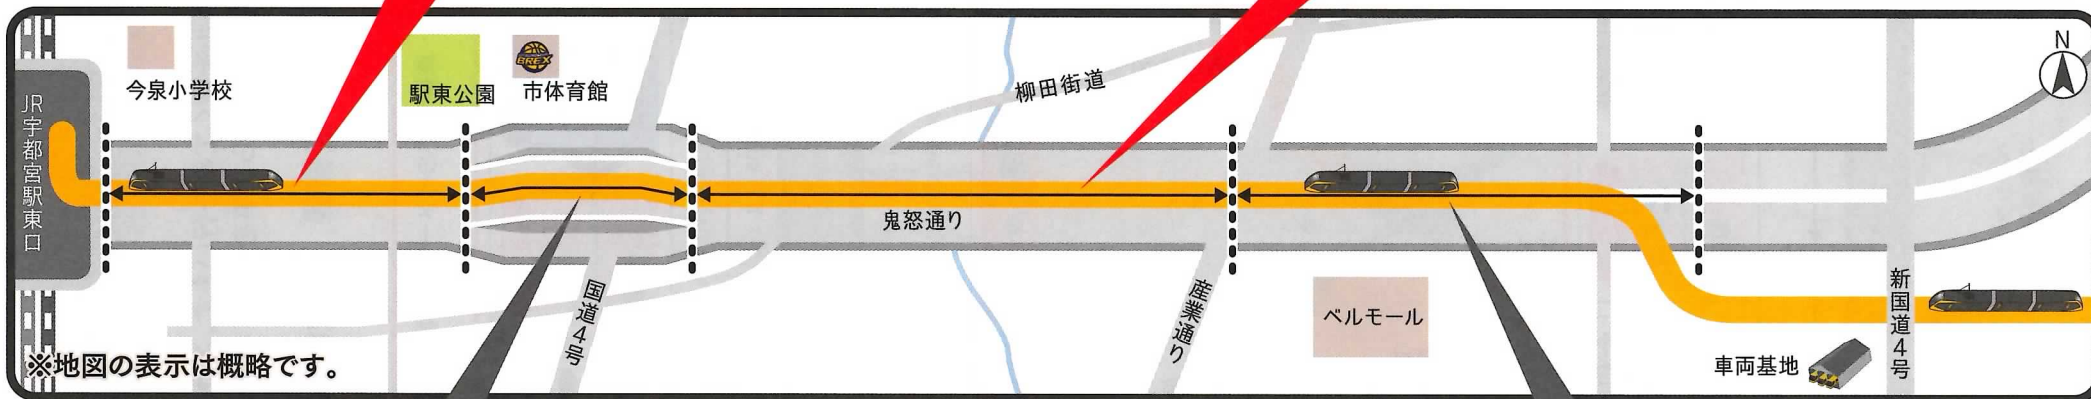 JR宇都宮駅東口
今泉小学校
駅東公園
BREX
市体育館
柳田街道
N
鬼怒通り
国道4号
産業通り
ベルモール
新国道4号
車両基地
※地図の表示は概略です。